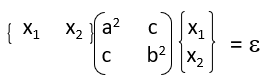 { x₁ x₂ } ( a² c ) { x₁ } = ε
( c b² ) { x₂ }